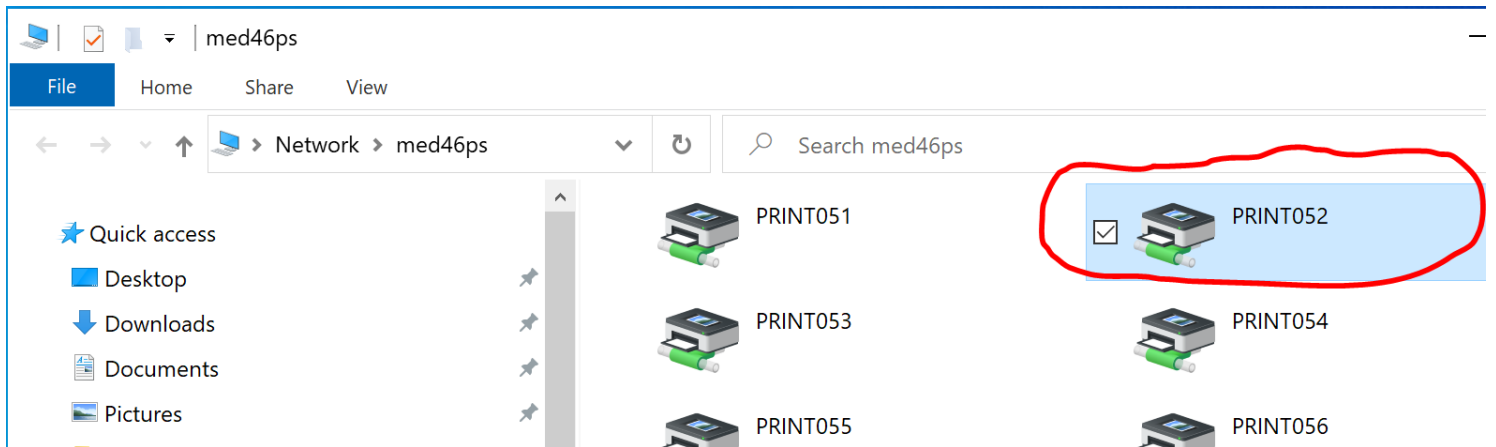 med46ps
File Home Share View
Network med46ps Search med46ps
Quick access
Desktop
Downloads
Documents
Pictures
PRINT051 PRINT052
PRINT053 PRINT054
PRINT055 PRINT056